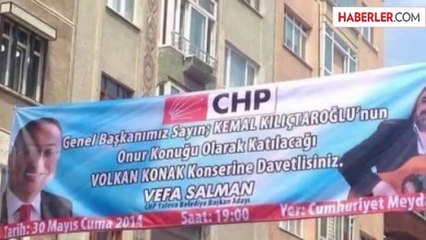 HABERLER.COM
CHP
Genel Başkanımız Sayın; KEMAL KILIÇTAROĞLU'nun
Onur Konuğu Olarak Katılacağı
VOLKAN KONAK Konserine Davetlisiniz.
VEFA SALMAN
CHP Yalova Belediye Başkan Adayı
Tarih: 30 Mayıs Cuma 2014 Saat: 19:00 Yer: Cumhuriyet Meyda